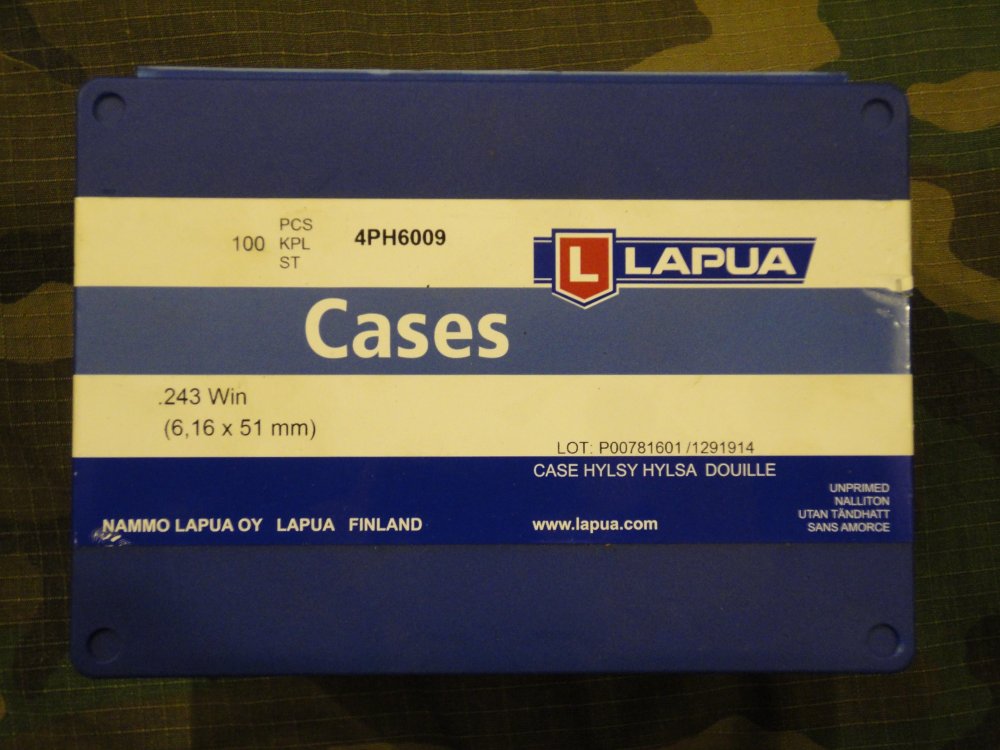 100 PCS KPL ST
4PH6009
L LAPUA
Cases
.243 Win
(6,16 x 51 mm)
LOT: P00781601 /1291914
CASE HYLSY HYLSA DOUILLE
UNPRIMED
NALLITON
UTAN TÄNDHATT
SANS AMORCE
NAMMO LAPUA OY LAPUA FINLAND
www.lapua.com